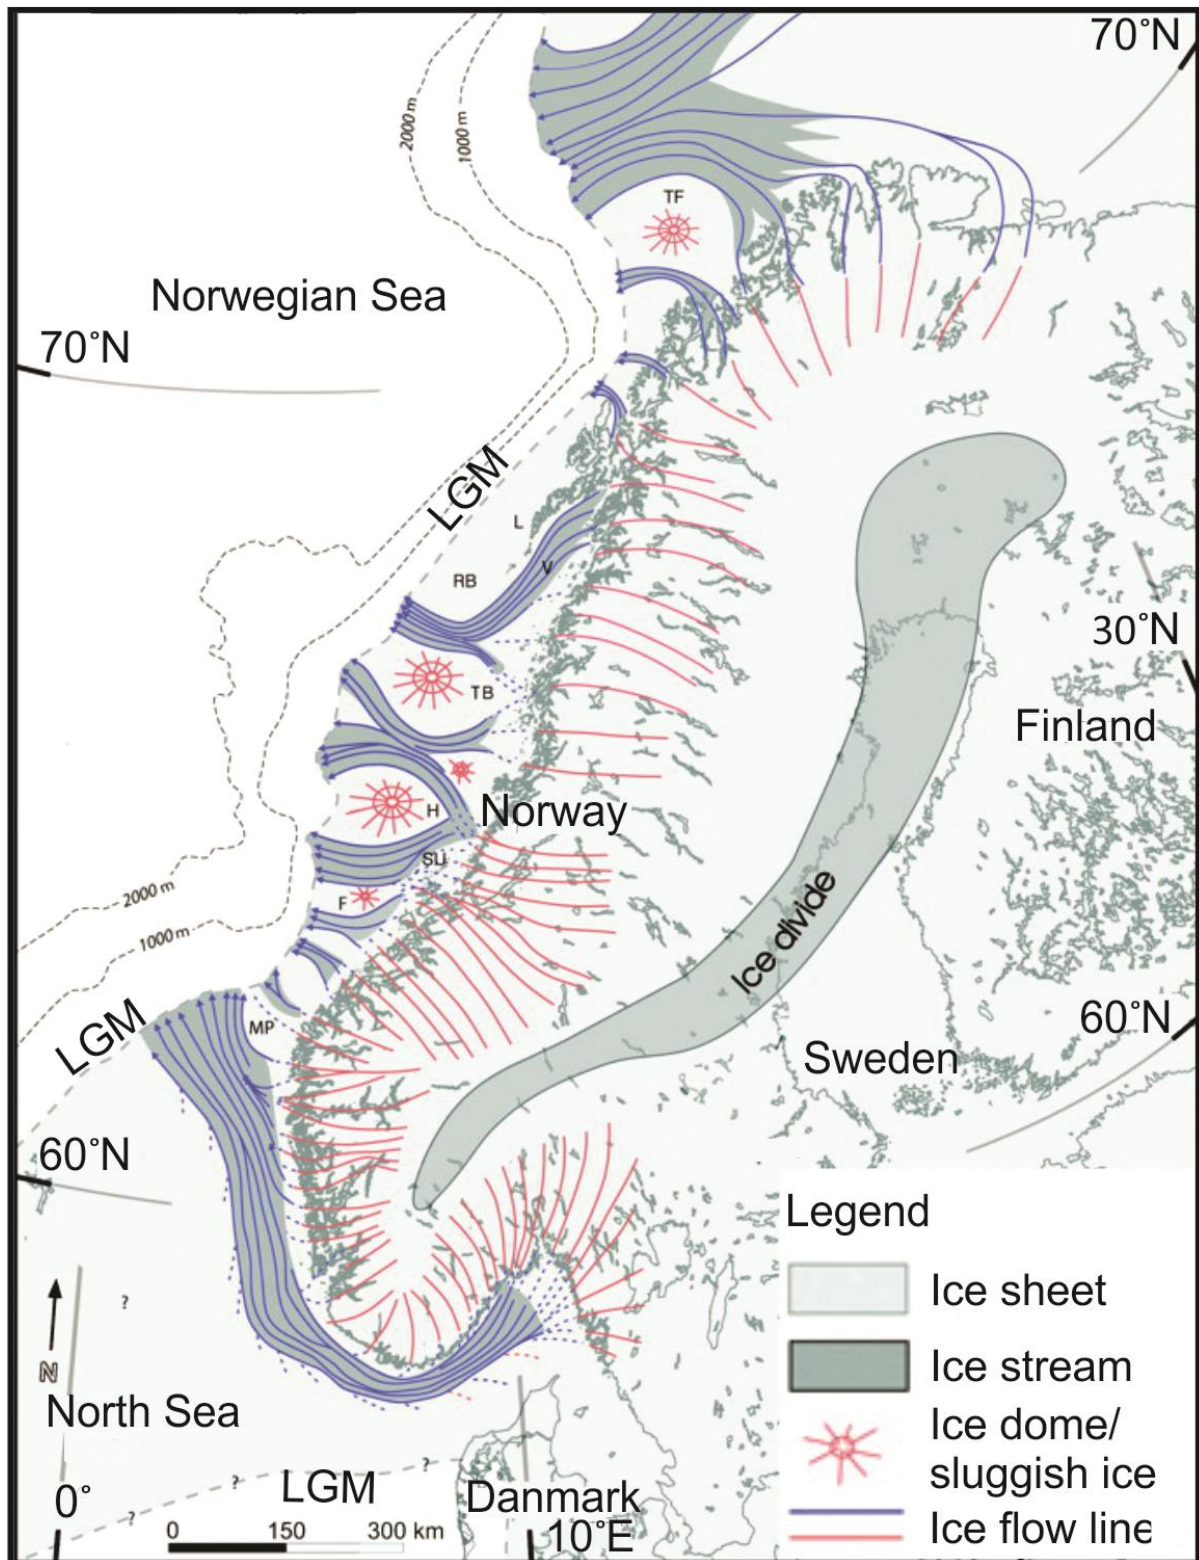 70°N
2000 m
1000 m
TF
Norwegian Sea
70°N
LGM
L
V
RB
30°N
TB
Finland
H
Norway
SU
2000 m
F
1000 m
Ice divide
LGM
MP
60°N
Sweden
60°N
Legend
Ice sheet
?
N
Ice stream
North Sea
Ice dome/
sluggish ice
?
?
LGM
0°
?
Danmark
0 150 300 km
10°E
Ice flow line